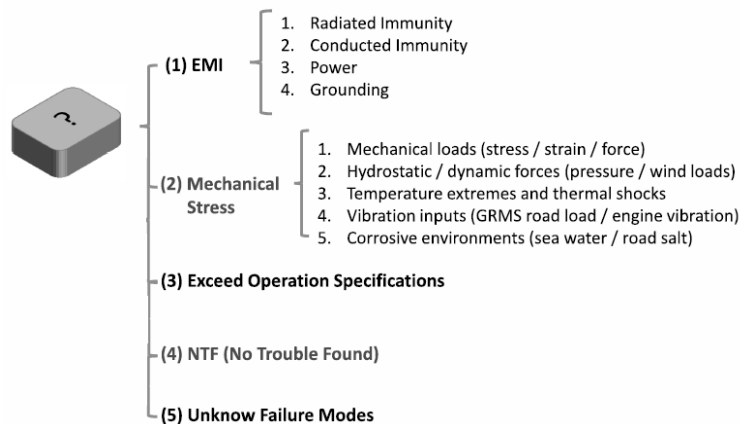 ?
(1) EMI
1. Radiated Immunity
2. Conducted Immunity
3. Power
4. Grounding
(2) Mechanical
Stress
1. Mechanical loads (stress / strain / force)
2. Hydrostatic / dynamic forces (pressure / wind loads)
3. Temperature extremes and thermal shocks
4. Vibration inputs (GRMS road load / engine vibration)
5. Corrosive environments (sea water / road salt)
(3) Exceed Operation Specifications
(4) NTF (No Trouble Found)
(5) Unknow Failure Modes